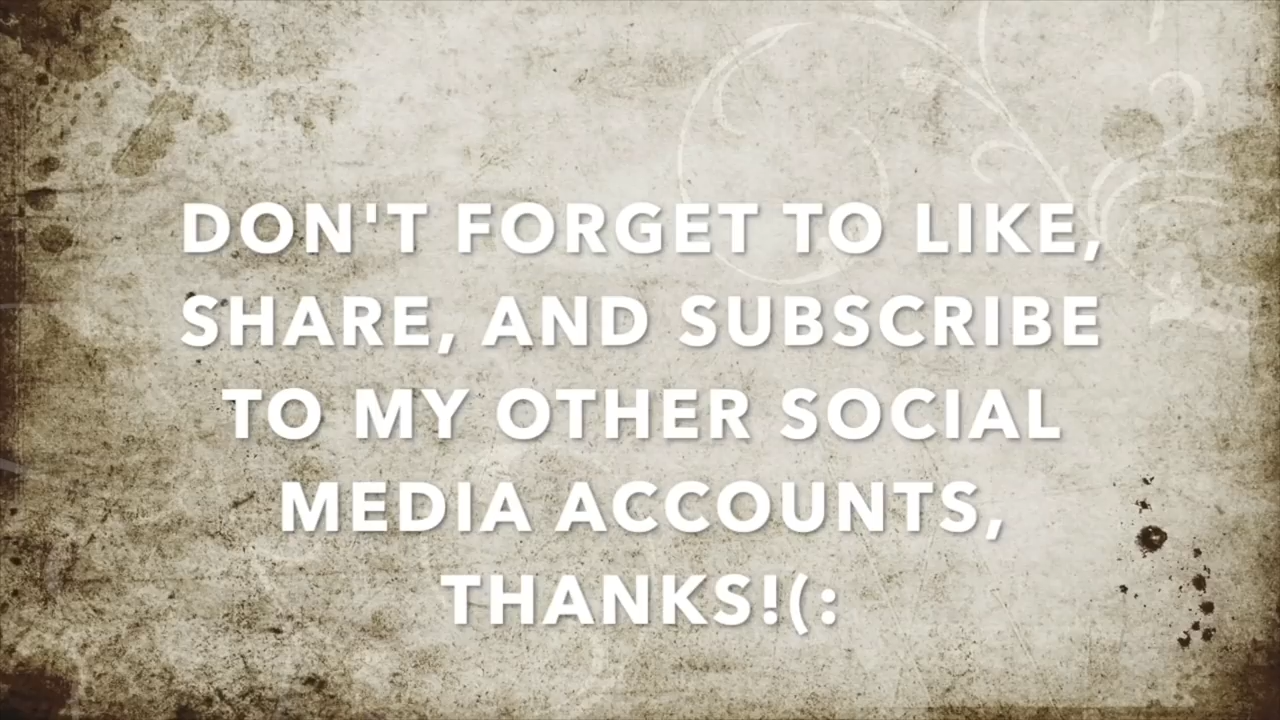 DON'T FORGET TO LIKE,
SHARE, AND SUBSCRIBE
TO MY OTHER SOCIAL
MEDIA ACCOUNTS,
THANKS!(: